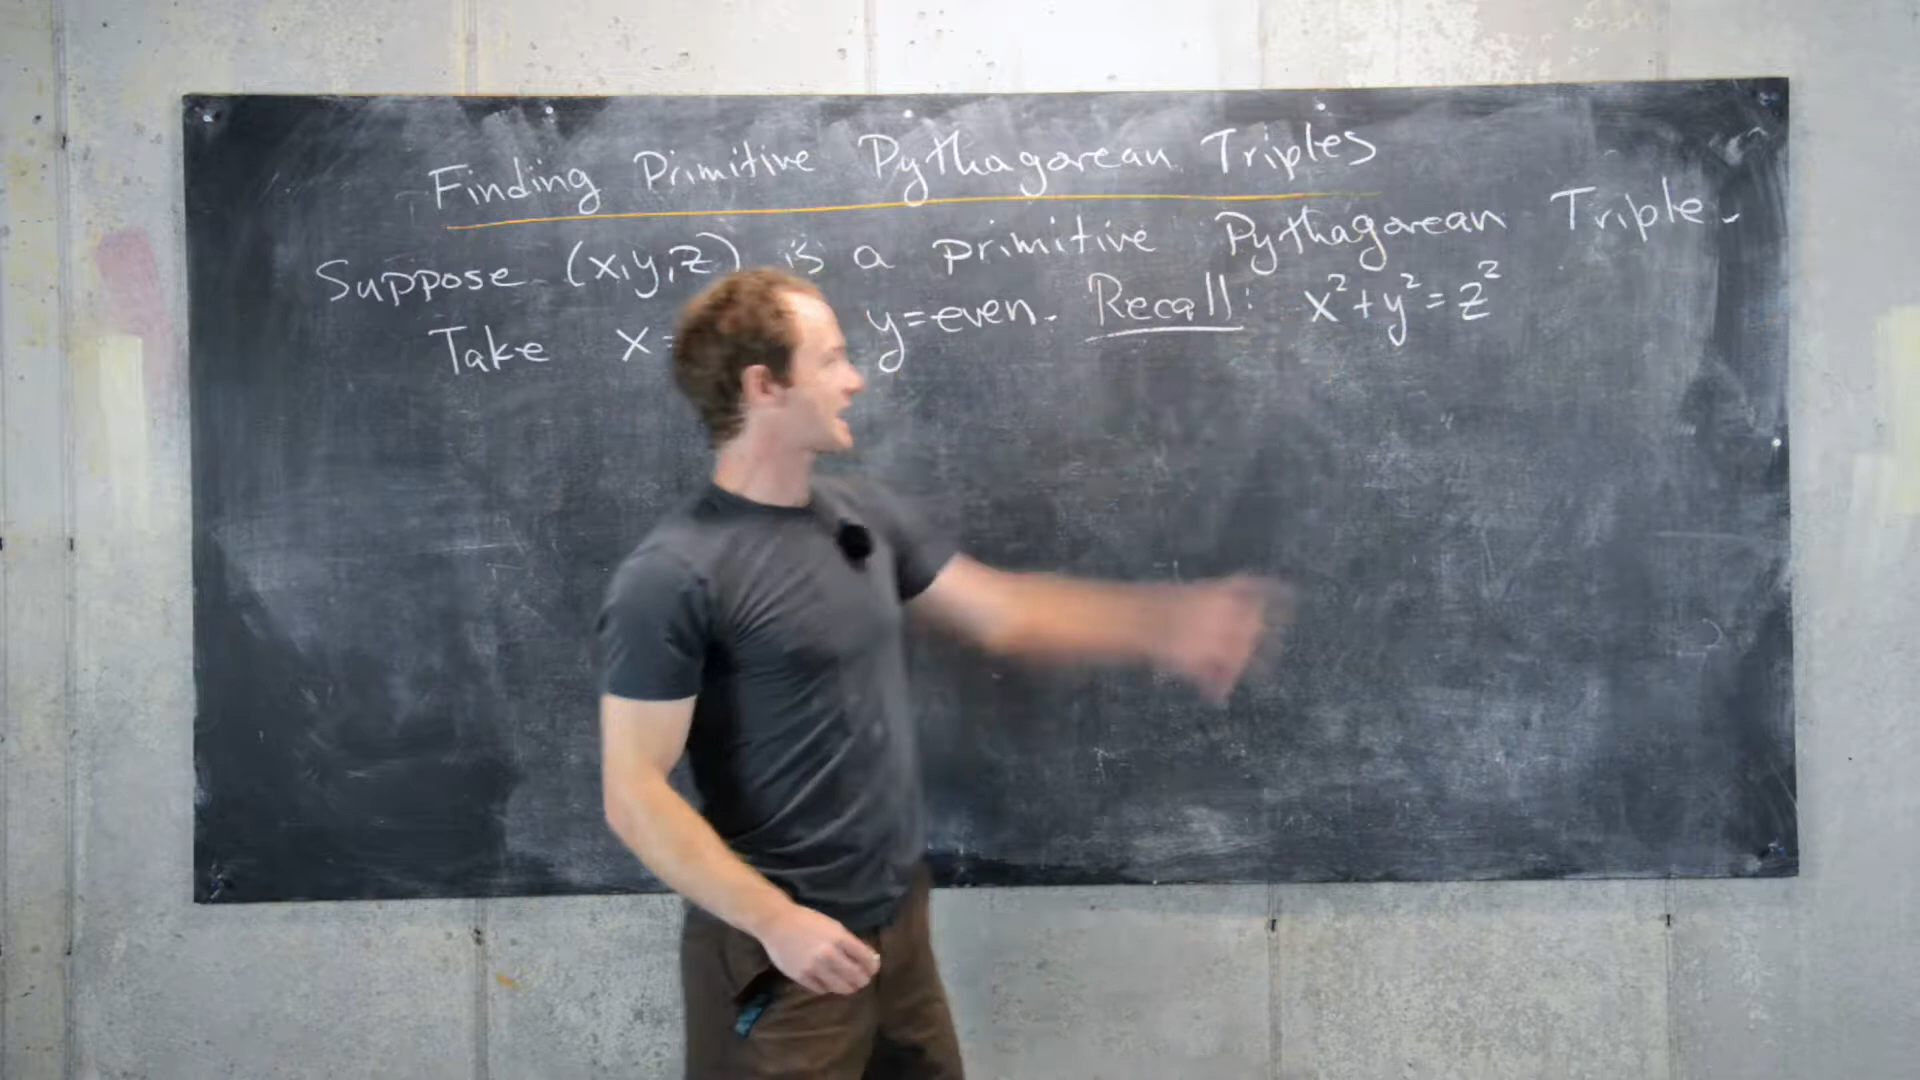 Finding Primitive Pythagorean Triples
Suppose (x,y,z) is a primitive Pythagorean Triple.
Take x= y=even. Recall: x²+y²=z²